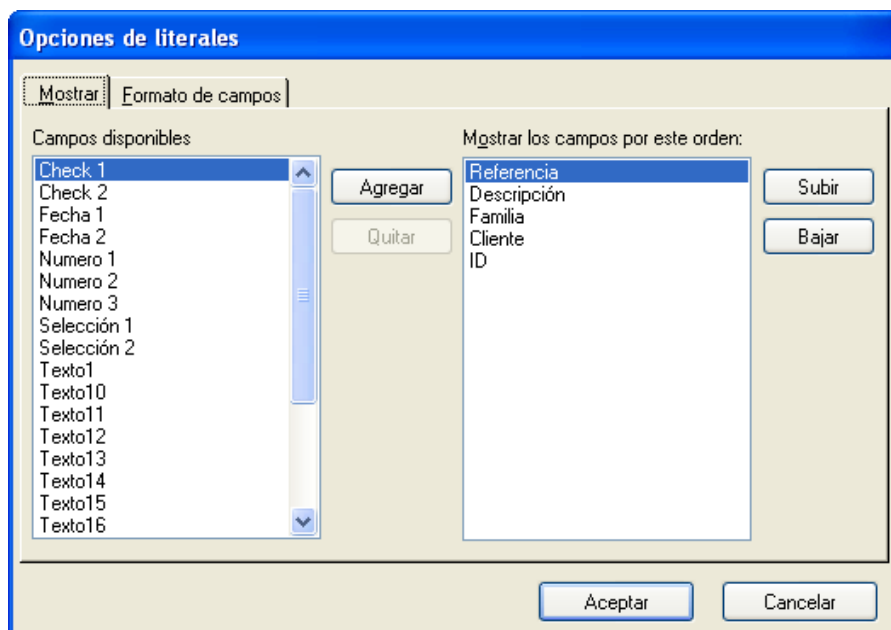 Opciones de literales
Mostrar
Formato de campos
Campos disponibles
Check 1
Check 2
Fecha 1
Fecha 2
Numero 1
Numero 2
Numero 3
Selección 1
Selección 2
Texto1
Texto10
Texto11
Texto12
Texto13
Texto14
Texto15
Texto16
Agregar
Quitar
Mostrar los campos por este orden:
Referencia
Descripción
Familia
Cliente
ID
Subir
Bajar
Aceptar
Cancelar